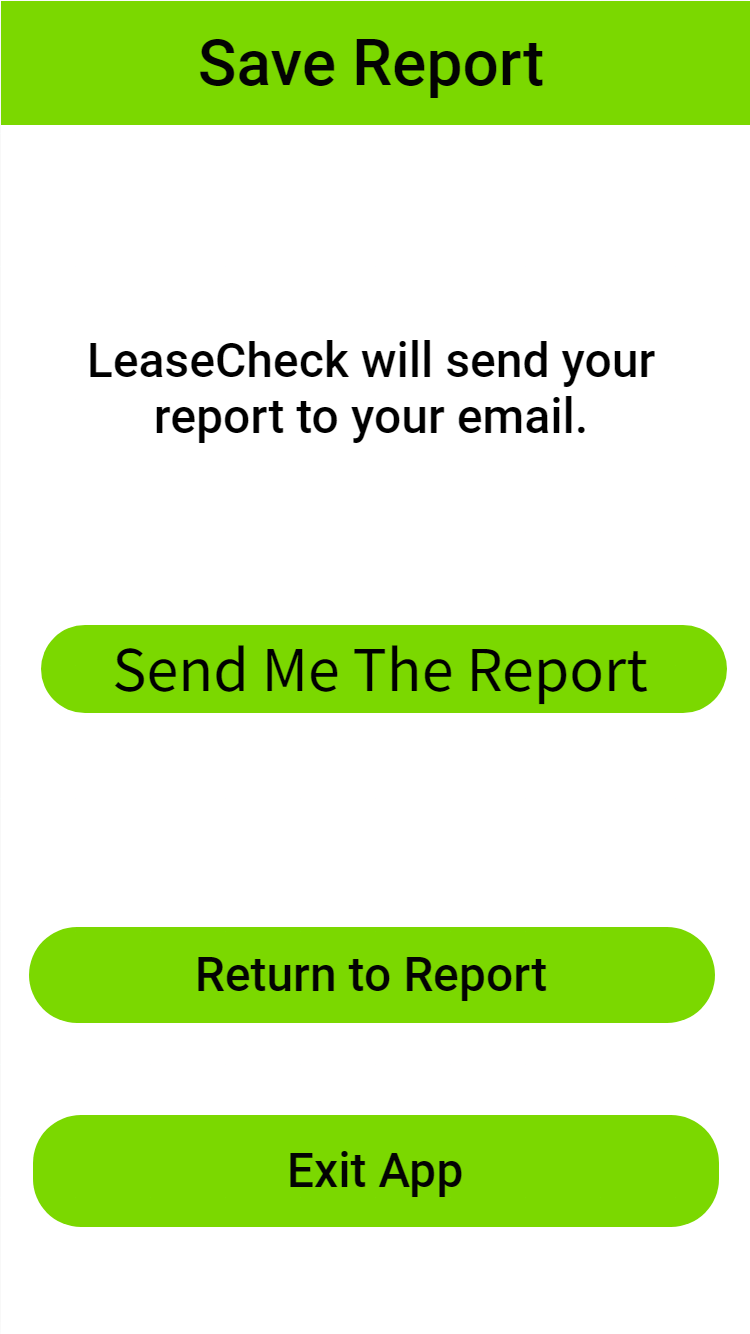 Save Report
LeaseCheck will send your
report to your email.
Send Me The Report
Return to Report
Exit App